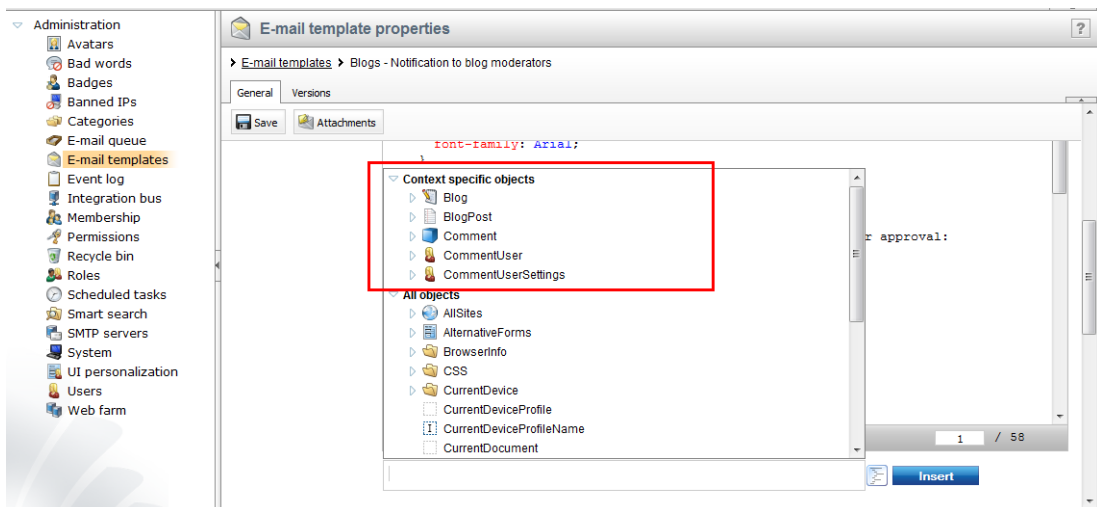 Administration
Avatars
Bad words
Badges
Banned IPs
Categories
E-mail queue
E-mail templates
Event log
Integration bus
Membership
Permissions
Recycle bin
Roles
Scheduled tasks
Smart search
SMTP servers
System
UI personalization
Users
Web farm
E-mail template properties
?
E-mail templates > Blogs - Notification to blog moderators
General Versions
Save Attachments
font-family: Arial;
}
Context specific objects
Blog
BlogPost
Comment
CommentUser
CommentUserSettings
r approval:
All objects
AllSites
AlternativeForms
BrowserInfo
CSS
CurrentDevice
CurrentDeviceProfile
CurrentDeviceProfileName
CurrentDocument
1 / 58
Insert